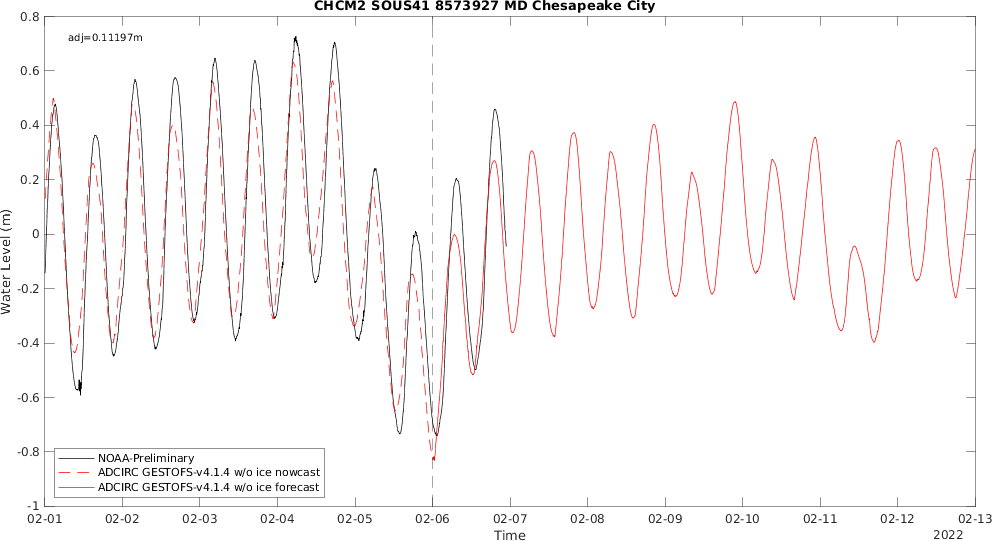 CHCM2 SOUS41 8573927 MD Chesapeake City
adj=0.11197m
Water Level (m)
0.8
0.6
0.4
0.2
0
-0.2
-0.4
-0.6
-0.8
-1
NOAA-Preliminary
ADCIRC GESTOFS-v4.1.4 w/o ice nowcast
ADCIRC GESTOFS-v4.1.4 w/o ice forecast
02-01 02-02 02-03 02-04 02-05 02-06 02-07 02-08 02-09 02-10 02-11 02-12 02-13
Time
2022